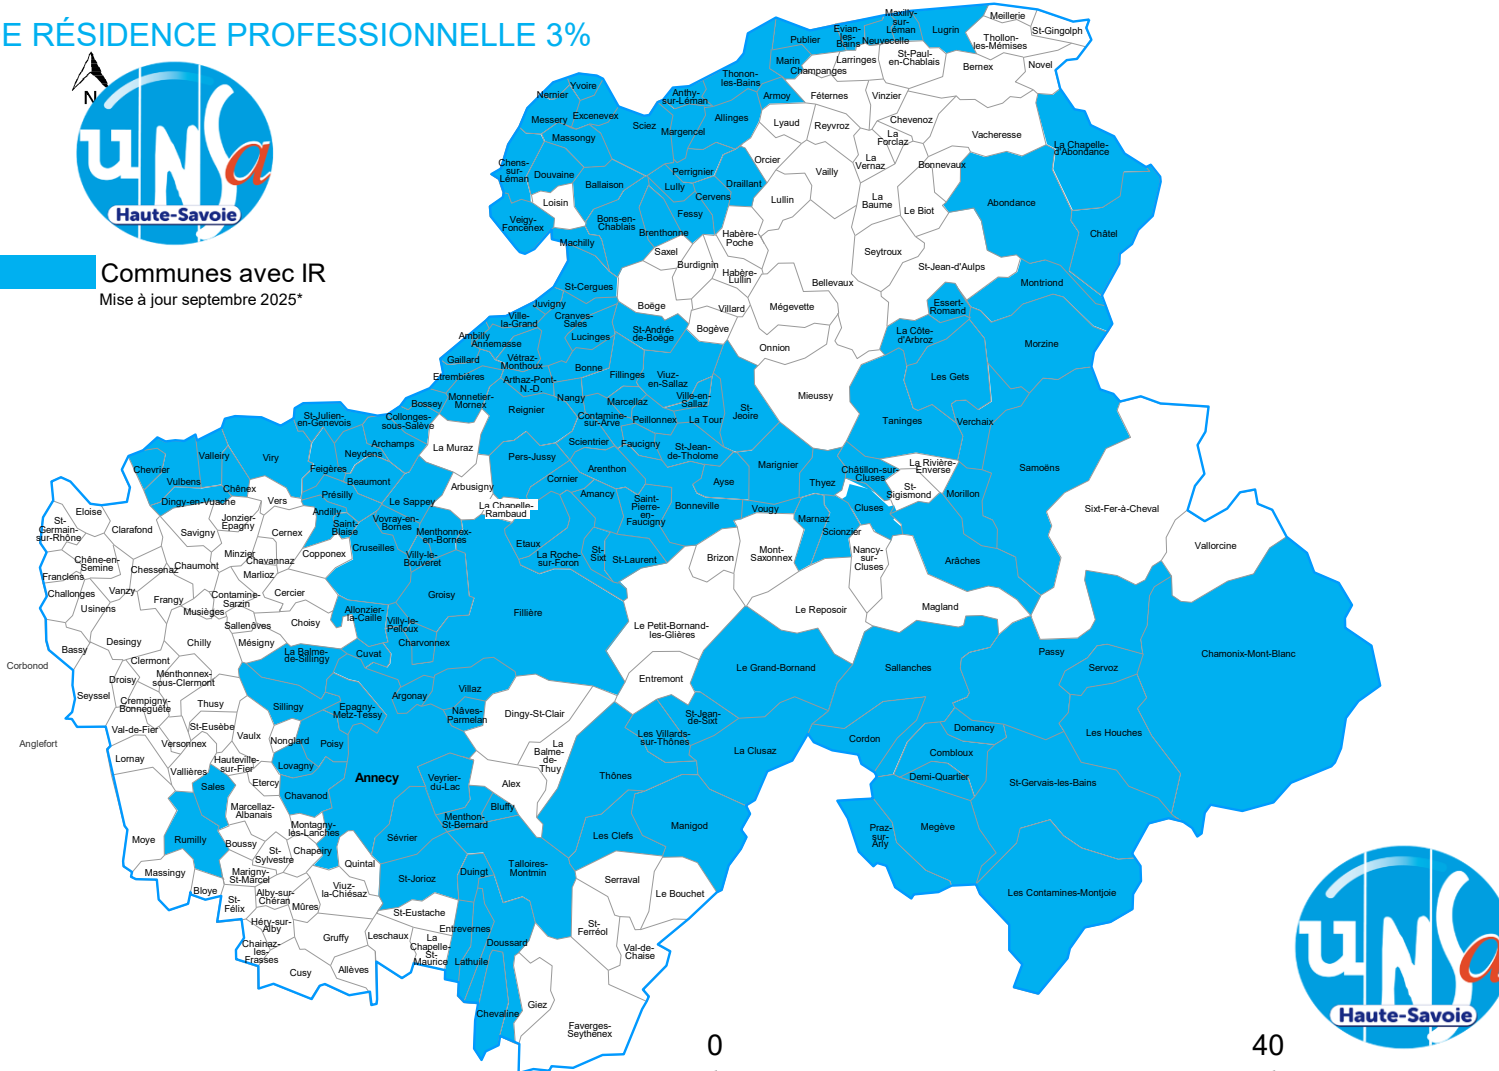 E RÉSIDENCE PROFESSIONNELLE 3%
N
uNSa
Haute-Savoie
Communes avec IR
Mise à jour septembre 2025*
Maxilly-
sur-
Léman
Meillerie
St-Gingolph
Evian-
les-
Bains
Publier
Neuvecelle
Lugrin
Thollon-
les-Mémises
Marin
Champanges
Larringes
St-Paul-
en-Chablais
Bernex
Novel
Thonon-
les-Bains
Armoy
Féternes
Vinzier
Yvoire
Nernier
Anthy-
sur-Léman
Messery
Excenevex
Sciez
Margencel
Allinges
Lyaud
Reyvroz
Chevenoz
La
Forclaz
Vacheresse
La Chapelle-
d'Abondance
Massongy
Chens-
sur-
Léman
Douvaine
Ballaison
Perrignier
Lully
Cervens
Draillant
Orcier
Vailly
La
Vernaz
Bonnevaux
Abondance
Loisin
Veigy-
Foncenex
Bons-en-
Chablais
Fessy
Brenthonne
Lullin
La
Baume
Le Biot
Châtel
Machilly
Saxel
Habère-
Poche
Burdignin
Habère-
Lullin
Seytroux
St-Jean-d'Aulps
Bellevaux
Montriond
St-Cergues
Juvigny
Boëge
Villard
Mégevette
Essert-
Romand
Ville-
la-Grand
Cranves-
Sales
Lucinges
St-André-
de-Boëge
Bogève
Onnion
La Côte-
d'Arbroz
Morzine
Ambilly
Annemasse
Gaillard
Vétraz-
Monthoux
Bonne
Fillinges
Viuz-
en-Sallaz
Les Gets
Etrembières
Arthaz-Pont-
N.-D.
Monnetier-
Mornex
Bossey
Nangy
Marcellaz
Ville-en-
Sallaz
Mieussy
Reignier
Contamine-
sur-Arve
Peillonnex
La Tour
St-
Jeoire
Taninges
Verchaix
St-Julien-
en-Genevois
Collonges-
sous-Salève
Archamps
Neydens
La Muraz
Scientrier
Faucigny
St-Jean-
de-Tholome
Pers-Jussy
Arenthon
Marignier
Châtillon-sur-
Cluses
La Rivière-
Enverse
Samoëns
Chevrier
Valleiry
Viry
Feigères
Vulbens
Chênex
Beaumont
Présilly
Arbusigny
Cornier
Amancy
Ayse
Thyez
St-
Sigismond
Morillon
Dingy-en-Vuache
Vers
Andilly
Le Sappey
La Chapelle-
Rambaud
Saint-
Pierre-
en-
Faucigny
Bonneville
Vougy
Marnaz
Cluses
Scionzier
Sixt-Fer-à-Cheval
Vallorcine
Eloise
St-
Germain-
sur-Rhône
Clarafond
Savigny
Jonzier-
Epagny
Cernex
Saint-
Blaise
Vovray-en-
Bornes
Menthonnex-
en-Bornes
Etaux
La Roche-
sur-Foron
St-
Sixt
St-Laurent
Brizon
Mont-
Saxonnex
Nancy-
sur-
Cluses
Arâches
Chêne-en-
Semine
Chessenaz
Chaumont
Minzier
Chavannaz
Copponex
Cruseilles
Villy-le-
Bouveret
Franclens
Challonges
Vanzy
Frangy
Marlioz
Contamine-
Sarzin
Cercier
Groisy
Usinens
Musièges
Sallenôves
Choisy
Allonzier-
la-Caille
Villy-le-
Pelloux
Fillière
Le Petit-Bornand-
les-Glières
Le Reposoir
Magland
Bassy
Desingy
Chilly
Mésigny
La Balme-
de-Sillingy
Cuvat
Charvonnex
Corbonod
Clermont
Droisy
Menthonnex-
sous-Clermont
Le Grand-Bornand
Sallanches
Passy
Servoz
Chamonix-Mont-Blanc
Seyssel
Crempigny-
Bonneguête
Thusy
Sillingy
Epagny-
Metz-Tessy
Argonay
Villaz
Entremont
Nâves-
Parmelan
Dingy-St-Clair
St-Jean-
de-Sixt
Val-de-Fier
St-Eusèbe
Vaulx
Nonglard
Poisy
Les Villards-
sur-Thônes
La Clusaz
Cordon
Domancy
Les Houches
Anglefort
Versonnex
Combloux
Lornay
Vallières
Hauteville-
sur-Fier
Lovagny
Annecy
Veyrier-
du-Lac
La
Balme-
de-
Thuy
Alex
Thônes
Demi-Quartier
St-Gervais-les-Bains
Sales
Etercy
Chavanod
Marcellaz-
Albanais
Bluffy
Menthon-
St-Bernard
Moye
Rumilly
Boussy
Montagny-
les-Lanches
Chapeiry
Sévrier
Les Clefs
Manigod
Praz-
sur-
Arly
Megève
St-
Sylvestre
Quintal
Massingy
Bloye
Marigny-
St-Marcel
St-
Félix
Alby-sur-
Chéran
Mûres
Viuz-
la-Chiésaz
St-Jorioz
Duingt
Talloires-
Montmin
Serraval
Le Bouchet
Les Contamines-Montjoie
Héry-sur-
Alby
Gruffy
St-Eustache
Entrevernes
St-
Ferréol
Chainaz-
les-
Frasses
Leschaux
La
Chapelle-
St-
Maurice
Doussard
Val-de-
Chaise
Cusy
Allèves
Lathuile
Giez
Chevaline
Faverges-
Seythenex
uNSa
Haute-Savoie
0
40